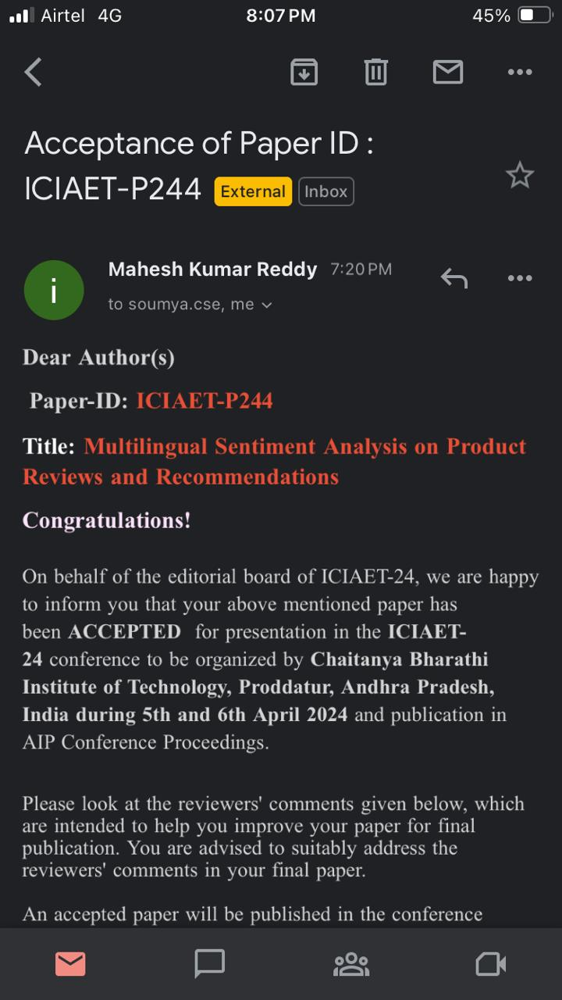 Airtel 4G 8:07 PM 45%
Acceptance of Paper ID :
ICIAET-P244 External Inbox
i
Mahesh Kumar Reddy 7:20 PM
to soumya.cse, me
Dear Author(s)
Paper-ID: ICIAET-P244
Title: Multilingual Sentiment Analysis on Product
Reviews and Recommendations
Congratulations!
On behalf of the editorial board of ICIAET-24, we are happy
to inform you that your above mentioned paper has
been ACCEPTED for presentation in the ICIAET-
24 conference to be organized by Chaitanya Bharathi
Institute of Technology, Proddatur, Andhra Pradesh,
India during 5th and 6th April 2024 and publication in
AIP Conference Proceedings.
Please look at the reviewers' comments given below, which
are intended to help you improve your paper for final
publication. You are advised to suitably address the
reviewers' comments in your final paper.
An accepted paper will be published in the conference